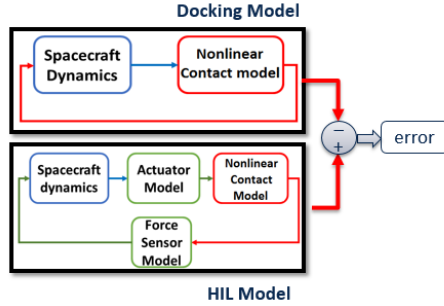 Docking Model
Spacecraft
Dynamics
Nonlinear
Contact model
−
+
error
Spacecraft
dynamics
Actuator
Model
Nonlinear
Contact
Model
Force
Sensor
Model
HIL Model